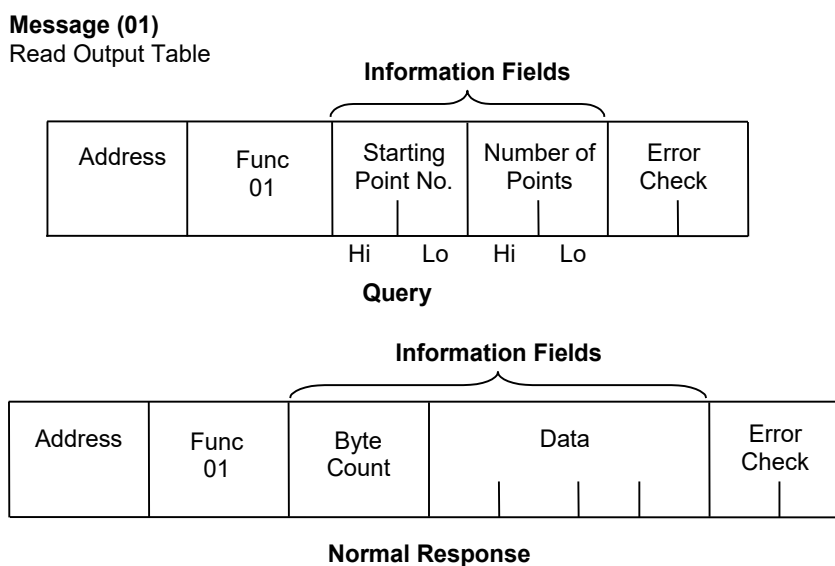 Message (01)
Read Output Table
Information Fields
Address
Func
01
Starting
Point No.
Number of
Points
Error
Check
Hi Lo Hi Lo
Query
Information Fields
Address
Func
01
Byte
Count
Data
Error
Check
Normal Response